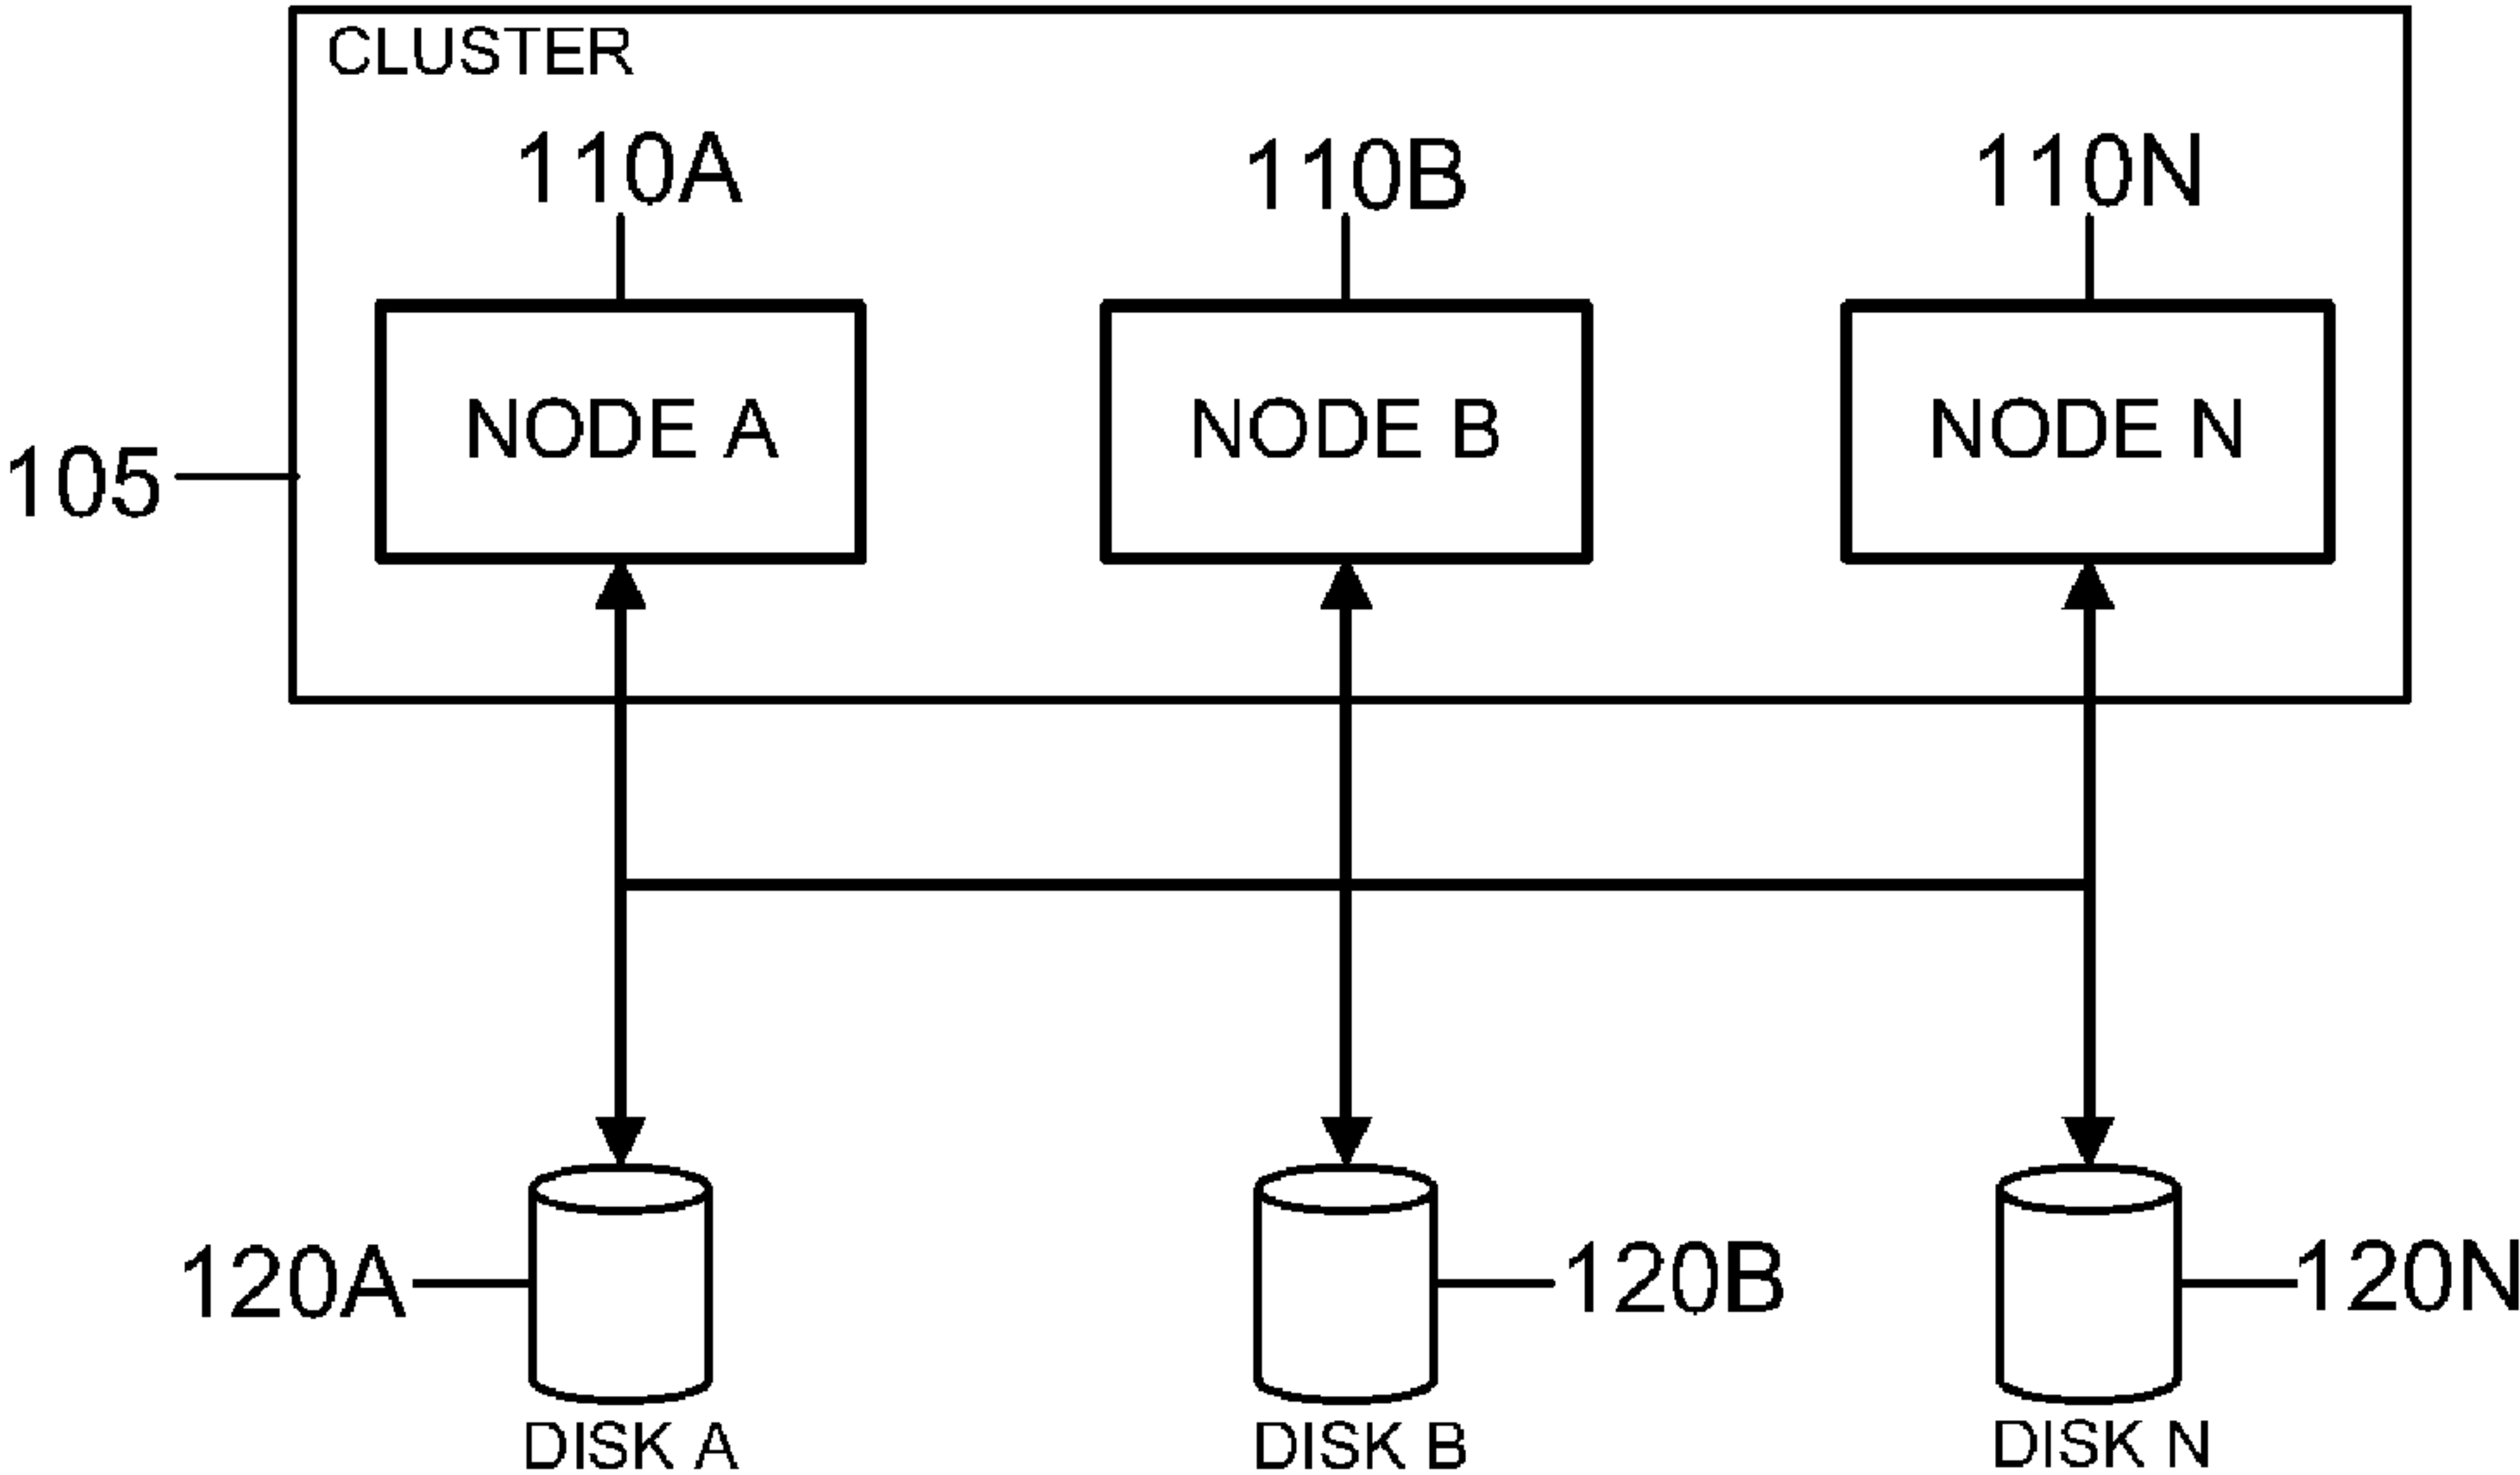 CLUSTER
110A
110B
110N
NODE A
NODE B
NODE N
105
120A
120B
120N
DISK A
DISK B
DISK N